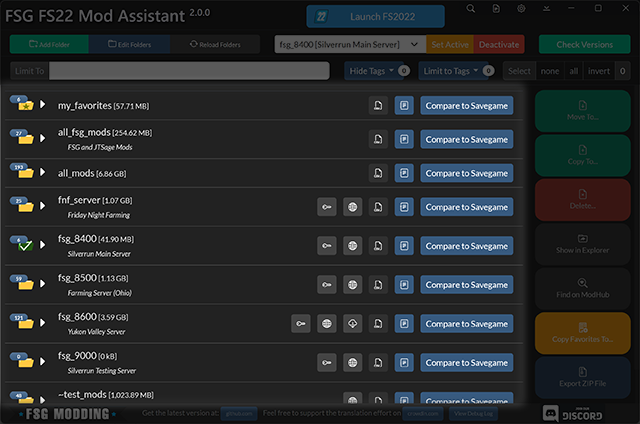 FSG FS22 Mod Assistant 2.0.0
22 Launch FS2022
Add Folder Edit Folders Reload Folders fsg_8400 [Silverrun Main Server] Set Active Deactivate Check Versions
Limit To Hide Tags 0 Limit to Tags 0 Select none all invert 0
6 my_favorites [57.71 MB] Compare to Savegame
27 all_fsg_mods [254.62 MB] Compare to Savegame
FSG and JTSage Mods
193 all_mods [6.86 GB] Compare to Savegame
25 fnf_server [1.07 GB] Compare to Savegame
Friday Night Farming
6 fsg_8400 [41.90 MB] Compare to Savegame
Silverrun Main Server
59 fsg_8500 [1.13 GB] Compare to Savegame
Farming Server (Ohio)
121 fsg_8600 [3.59 GB] Compare to Savegame
Yukon Valley Server
0 fsg_9000 [0 kB] Compare to Savegame
Silverrun Testing Server
~test_mods [1,023.89 MB] Compare to Savegame
Move To...
Copy To...
Delete...
Show in Explorer
Find on ModHub
Copy Favorites To...
Export ZIP File
FSG MODDING Get the latest version at: github.com Feel free to support the translation effort on crowdin.com View Debug Log DISCORD